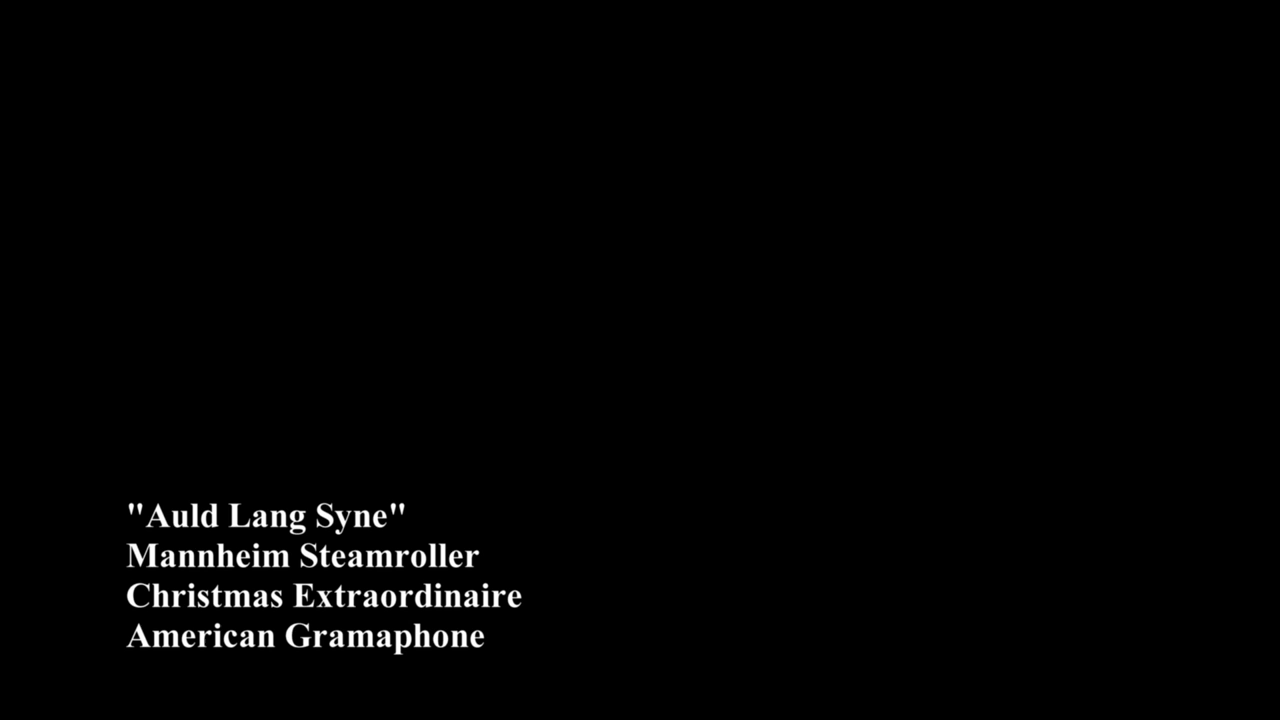 "Auld Lang Syne"
Mannheim Steamroller
Christmas Extraordinaire
American Gramaphone